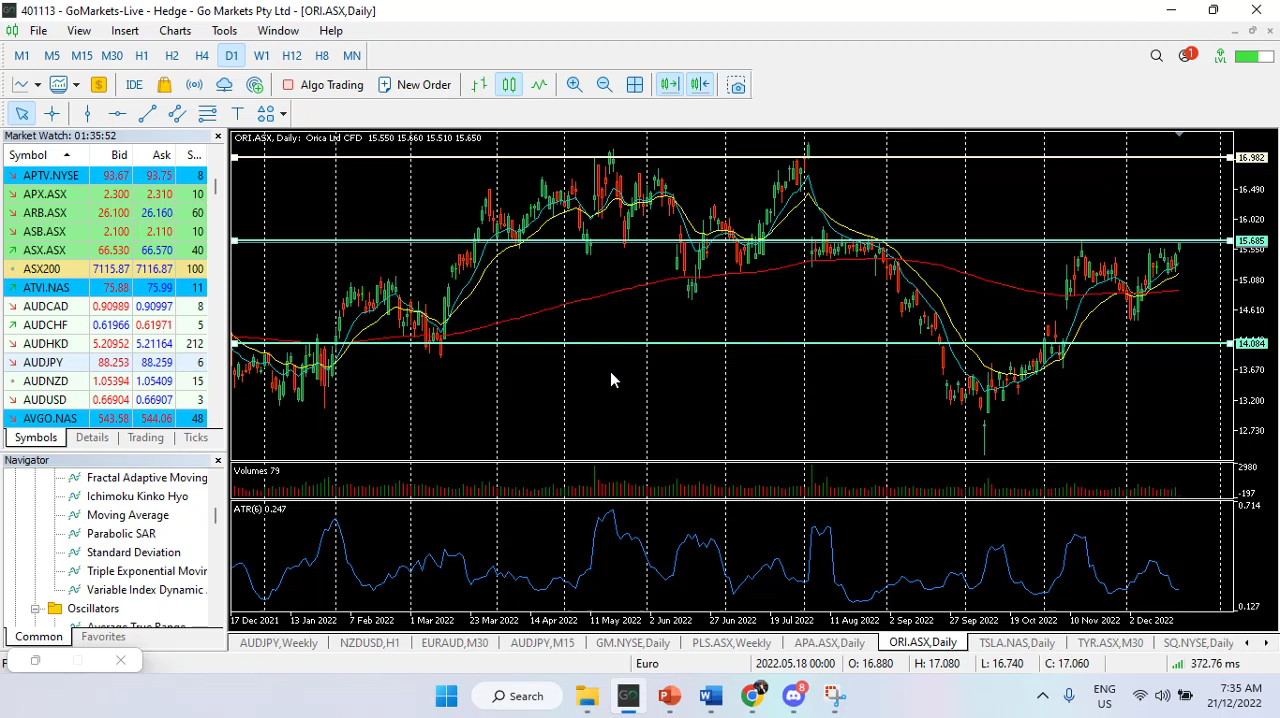 401113 - GoMarkets-Live - Hedge - Go Markets Pty Ltd - [ORI.ASX,Daily]
File View Insert Charts Tools Window Help
M1 M5 M15 M30 H1 H2 H4 D1 W1 H12 H8 MN
1 LVL
IDE Algo Trading New Order
Market Watch: 01:35:52
Symbol Bid Ask S...
APTV.NYSE 93.67 93.75 8
APX.ASX 2.300 2.310 10
ARB.ASX 26.100 26.160 60
ASB.ASX 2.100 2.110 10
ASX.ASX 66.530 66.570 40
ASX200 7115.87 7116.87 100
ATVI.NAS 75.88 75.99 11
AUDCAD 0.90989 0.90997 8
AUDCHF 0.61966 0.61971 5
AUDHKD 5.20952 5.21164 212
AUDJPY 88.253 88.259 6
AUDNZD 1.05394 1.05409 15
AUDUSD 0.66904 0.66907 3
AVGO.NAS 543.58 544.06 48
Symbols Details Trading Ticks
Navigator
Fractal Adaptive Moving
Ichimoku Kinko Hyo
Moving Average
Parabolic SAR
Standard Deviation
Triple Exponential Movin
Variable Index Dynamic
Oscillators
Average True Range
Common Favorites
ORI.ASX, Daily: Orica Ltd CFD 15.550 15.660 15.510 15.650
16.982
16.490
16.020
15.685
15.550
15.080
14.610
14.084
13.670
13.200
12.730
Volumes 79
2980
-197
ATR(6) 0.247
0.714
0.127
17 Dec 2021 13 Jan 2022 7 Feb 2022 1 Mar 2022 24 Mar 2022 19 Apr 2022 11 May 2022 2 Jun 2022 27 Jun 2022 19 Jul 2022 11 Aug 2022 2 Sep 2022 27 Sep 2022 19 Oct 2022 10 Nov 2022 2 Dec 2022
AUDJPY,Weekly NZDUSD,H1 EURAUD,M30 AUDJPY,M15 GM.NYSE,Daily PLS.ASX,Weekly APA.ASX,Daily ORI.ASX,Daily TSLA.NAS,Daily TYR.ASX,M30 SQ.NYSE,Daily
Euro 2022.05.18 00:00 O: 16.880 H: 17.080 L: 16.740 C: 17.060 372.76 ms
Search
GO
8
ENG
US
7:35 AM
21/12/2022